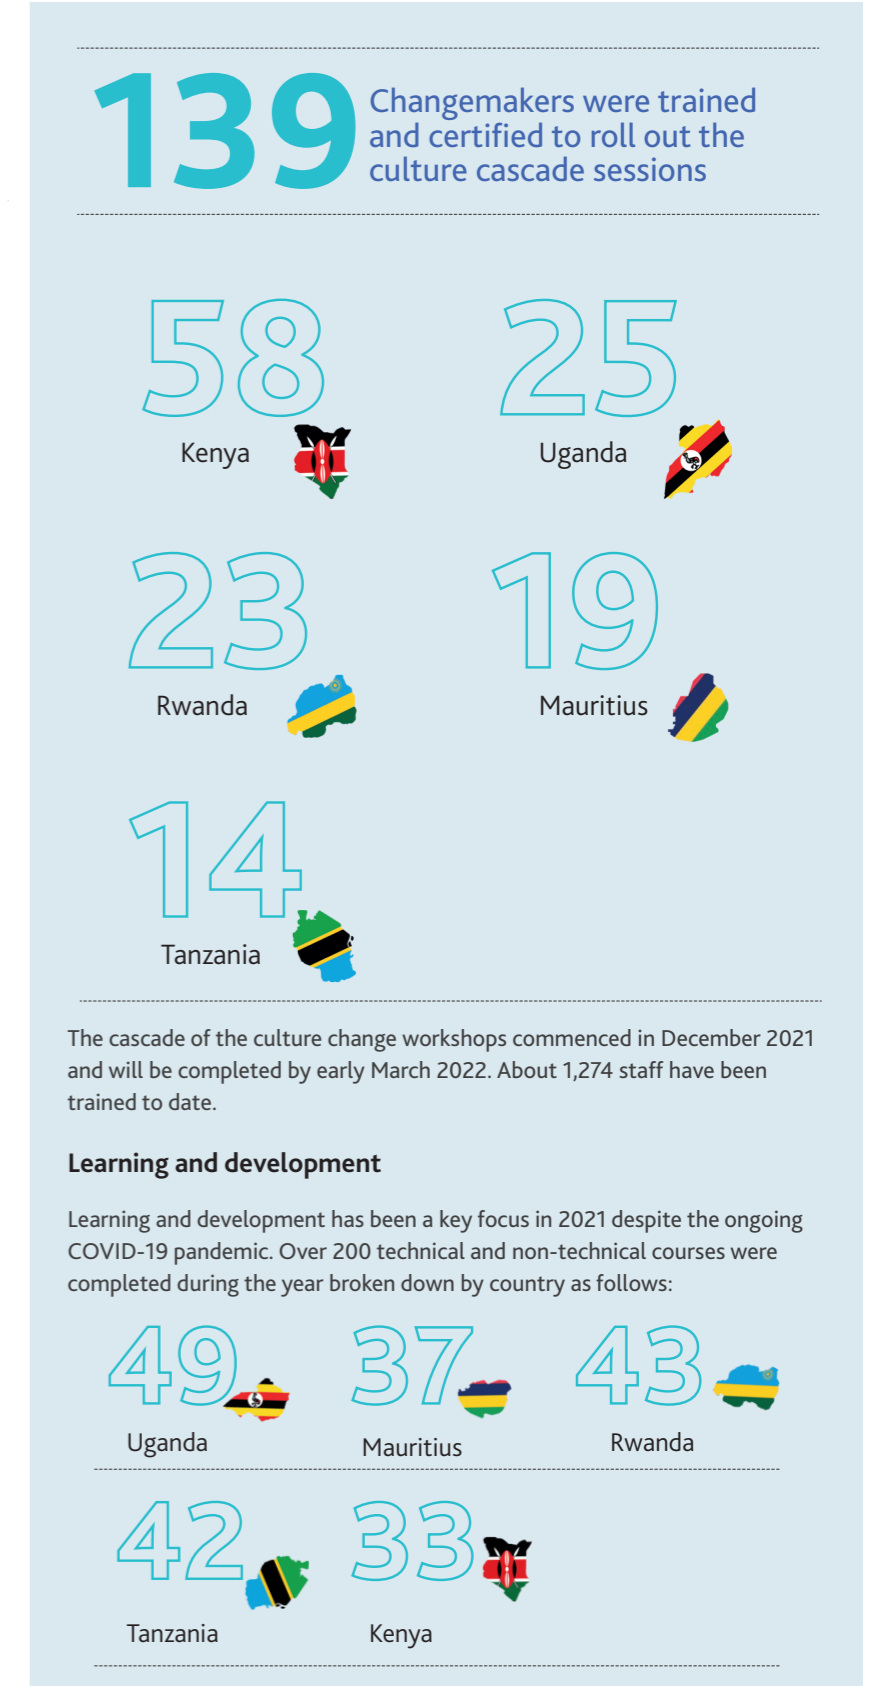 139
Changemakers were trained
and certified to roll out the
culture cascade sessions
58
Kenya
25
Uganda
23
Rwanda
19
Mauritius
14
Tanzania
The cascade of the culture change workshops commenced in December 2021
and will be completed by early March 2022. About 1,274 staff have been
trained to date.
Learning and development
Learning and development has been a key focus in 2021 despite the ongoing
COVID-19 pandemic. Over 200 technical and non-technical courses were
completed during the year broken down by country as follows:
49
Uganda
37
Mauritius
43
Rwanda
42
Tanzania
33
Kenya